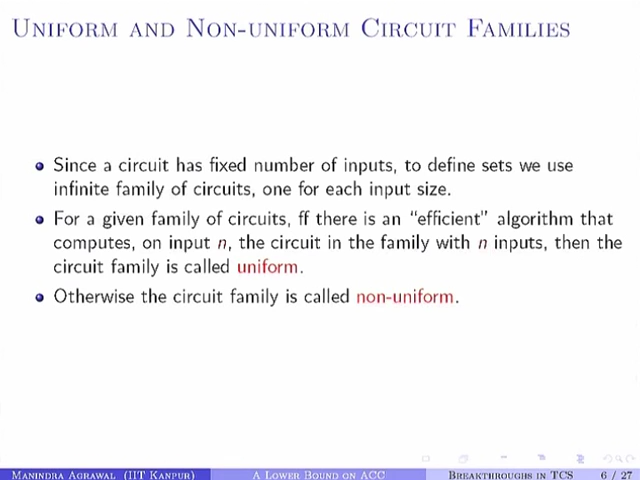 Uniform and Non-uniform Circuit Families
Since a circuit has fixed number of inputs, to define sets we use
infinite family of circuits, one for each input size.
For a given family of circuits, ff there is an “efficient” algorithm that
computes, on input n, the circuit in the family with n inputs, then the
circuit family is called uniform.
Otherwise the circuit family is called non-uniform.
Manindra Agrawal (IIT Kanpur) A Lower Bound on ACC Breakthroughs in TCS 6 / 27